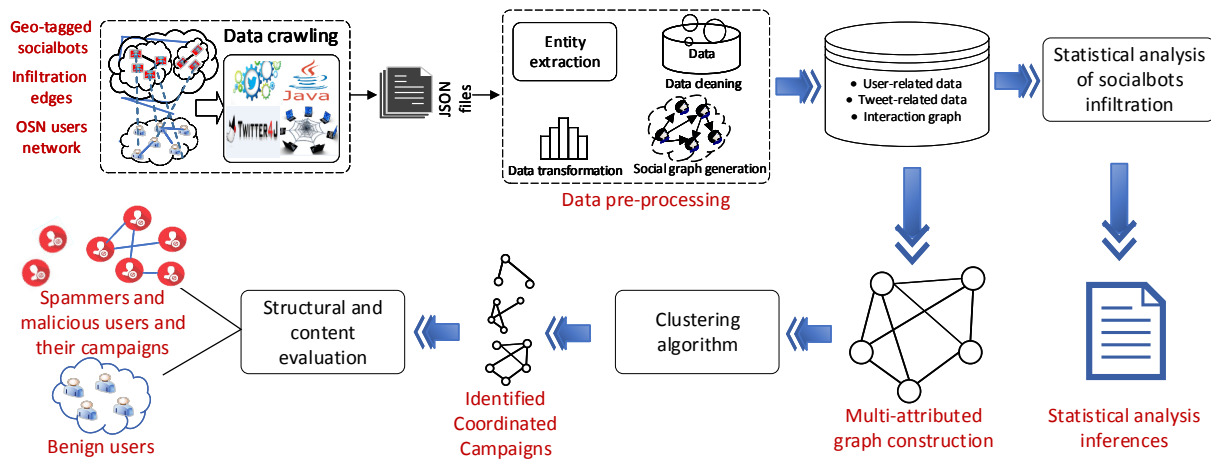 Geo-tagged
socialbots
Infiltration
edges
OSN users
network
Data crawling
Java
TWITTER4J
JSON
files
Entity
extraction
Data
Data cleaning
Data transformation
Social graph generation
Data pre-processing
• User-related data
• Tweet-related data
• Interaction graph
Statistical analysis
of socialbots
infiltration
Spammers and
malicious users and
their campaigns
Benign users
Structural and
content
evaluation
Identified
Coordinated
Campaigns
Clustering
algorithm
Multi-attributed
graph construction
Statistical analysis
inferences